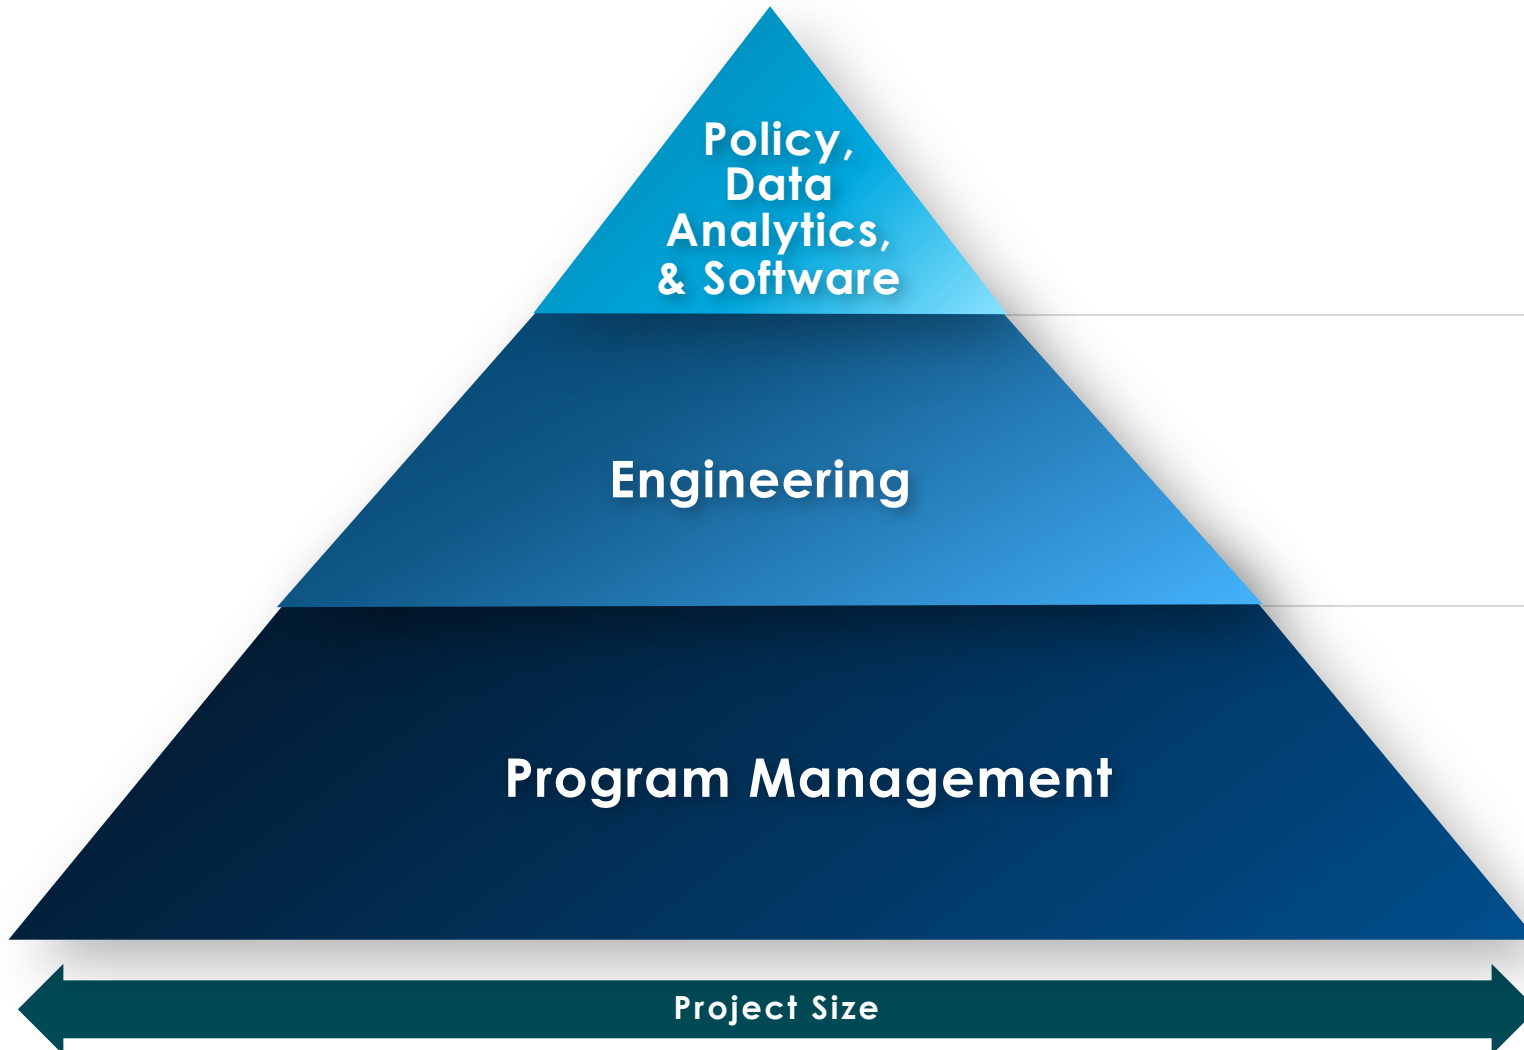 Policy,
Data
Analytics,
& Software
Engineering
Program Management
Project Size